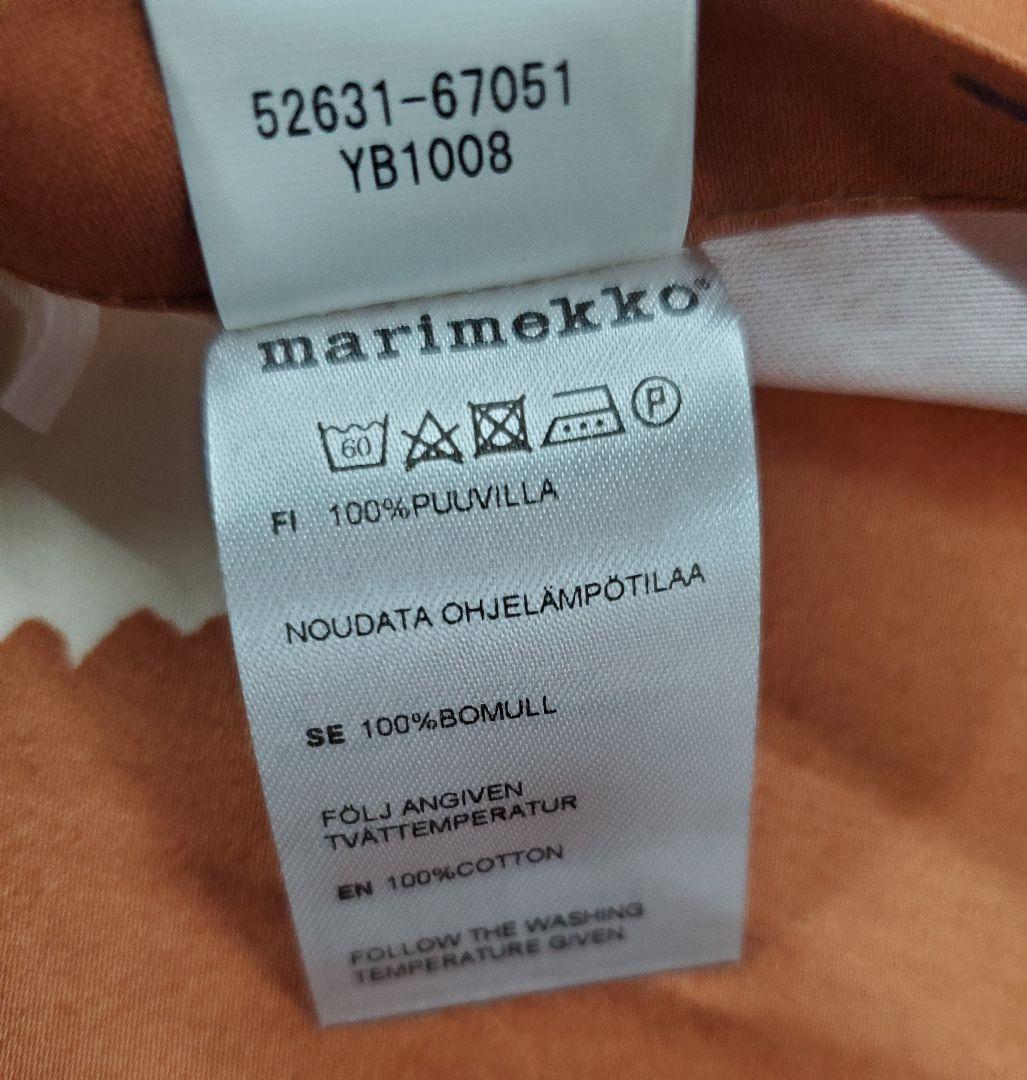 52631-67051
YB1008
marimekko®
60 P
FI 100%PUUVILLA
NOUDATA OHJELÄMPÖTILAA
SE 100%BOMULL
FÖLJ ANGIVEN
TVÄTTEMPERATUR
EN 100%COTTON
FOLLOW THE WASHING
TEMPERATURE GIVEN